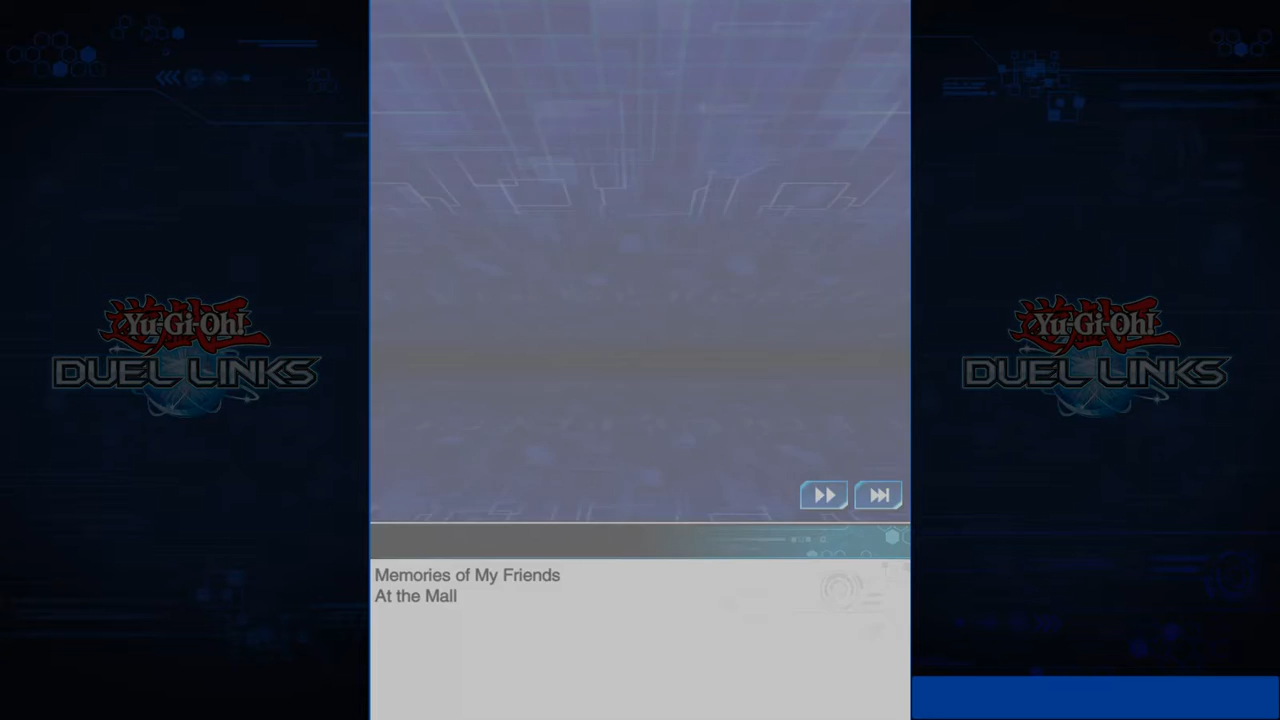 Yu-Gi-Oh!
DUEL LINKS
Memories of My Friends
At the Mall
Yu-Gi-Oh!
DUEL LINKS